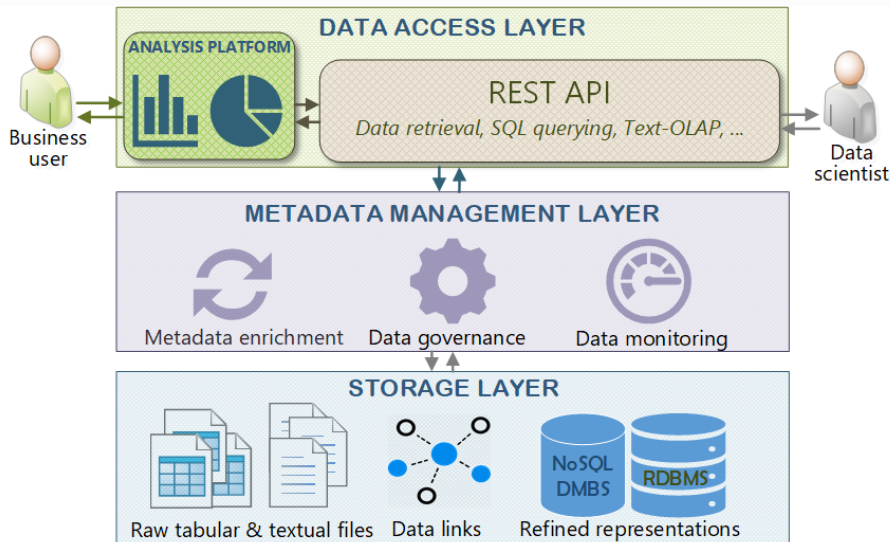 DATA ACCESS LAYER
ANALYSIS PLATFORM
REST API
Data retrieval, SQL querying, Text-OLAP, ...
Business
user
Data
scientist
METADATA MANAGEMENT LAYER
Metadata enrichment
Data governance
Data monitoring
STORAGE LAYER
NoSQL
DMBS
RDBMS
Raw tabular & textual files
Data links
Refined representations